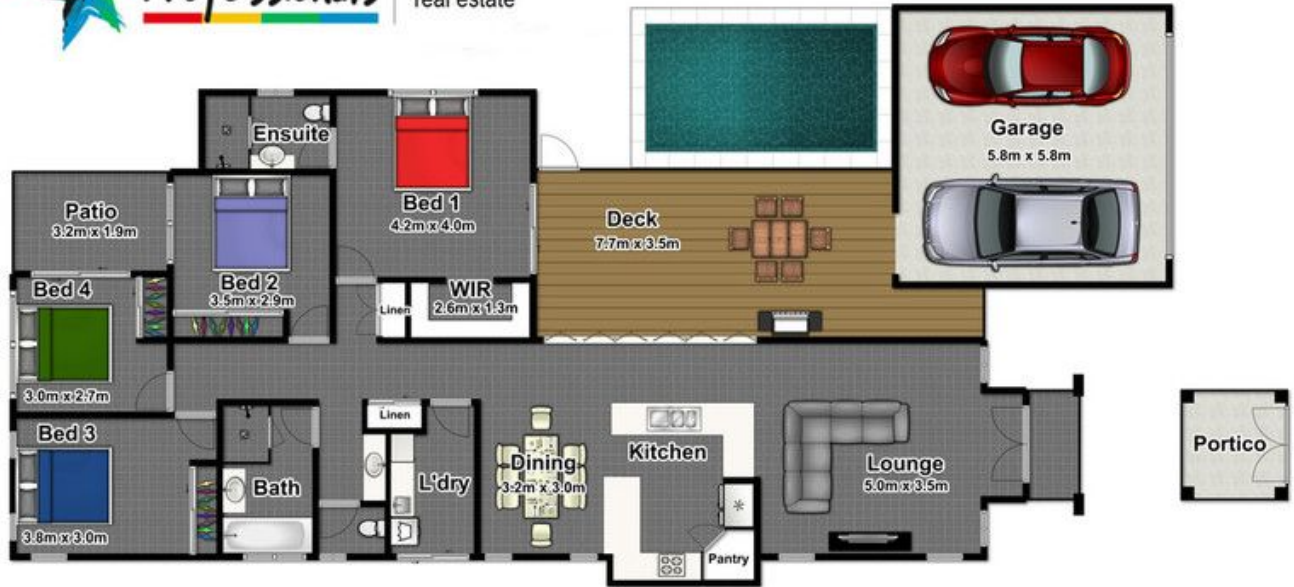 Professionals
real estate
Garage
5.8m x 5.8m
Ensuite
Bed 1
4.2m x 4.0m
Patio
3.2m x 1.9m
Deck
7.7m x 3.5m
Bed 2
3.5m x 2.9m
Bed 4
3.0m x 2.7m
Linen
WIR
2.6m x 1.3m
Linen
Bed 3
3.8m x 3.0m
Bath
L'dry
Dining
3.2m x 3.0m
Kitchen
Pantry
Lounge
5.0m x 3.5m
Portico